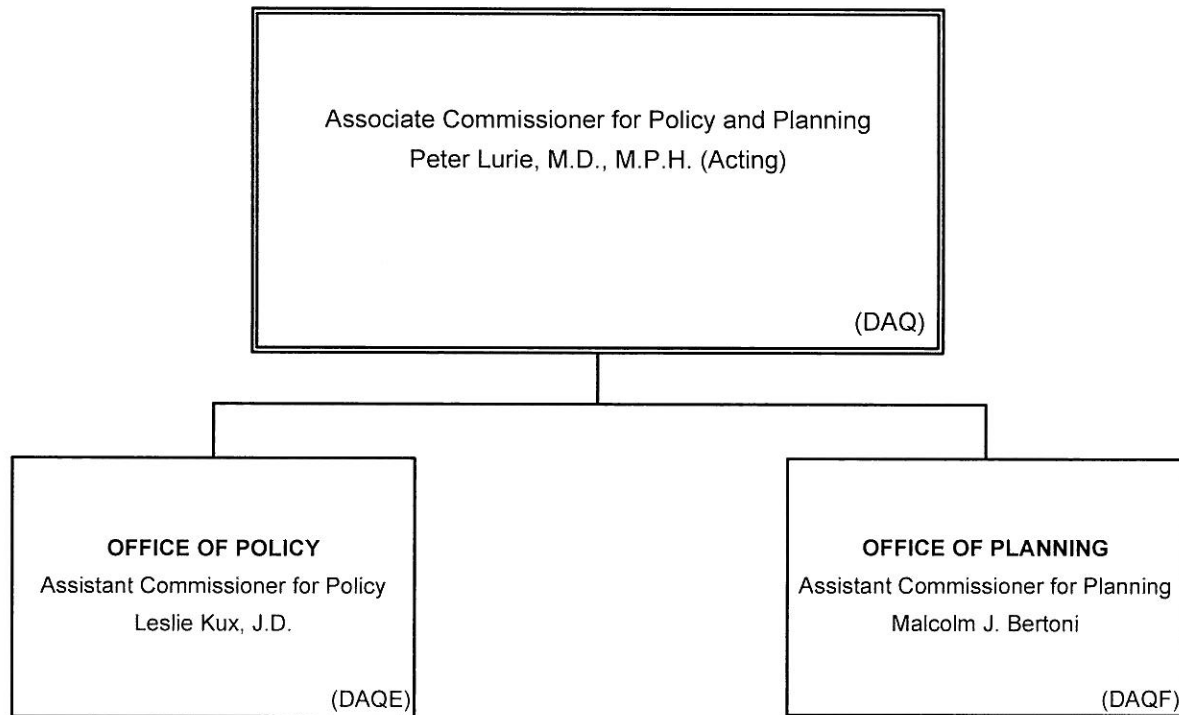 Associate Commissioner for Policy and Planning
Peter Lurie, M.D., M.P.H. (Acting)
(DAQ)
OFFICE OF POLICY
Assistant Commissioner for Policy
Leslie Kux, J.D.
(DAQE)
OFFICE OF PLANNING
Assistant Commissioner for Planning
Malcolm J. Bertoni
(DAQF)